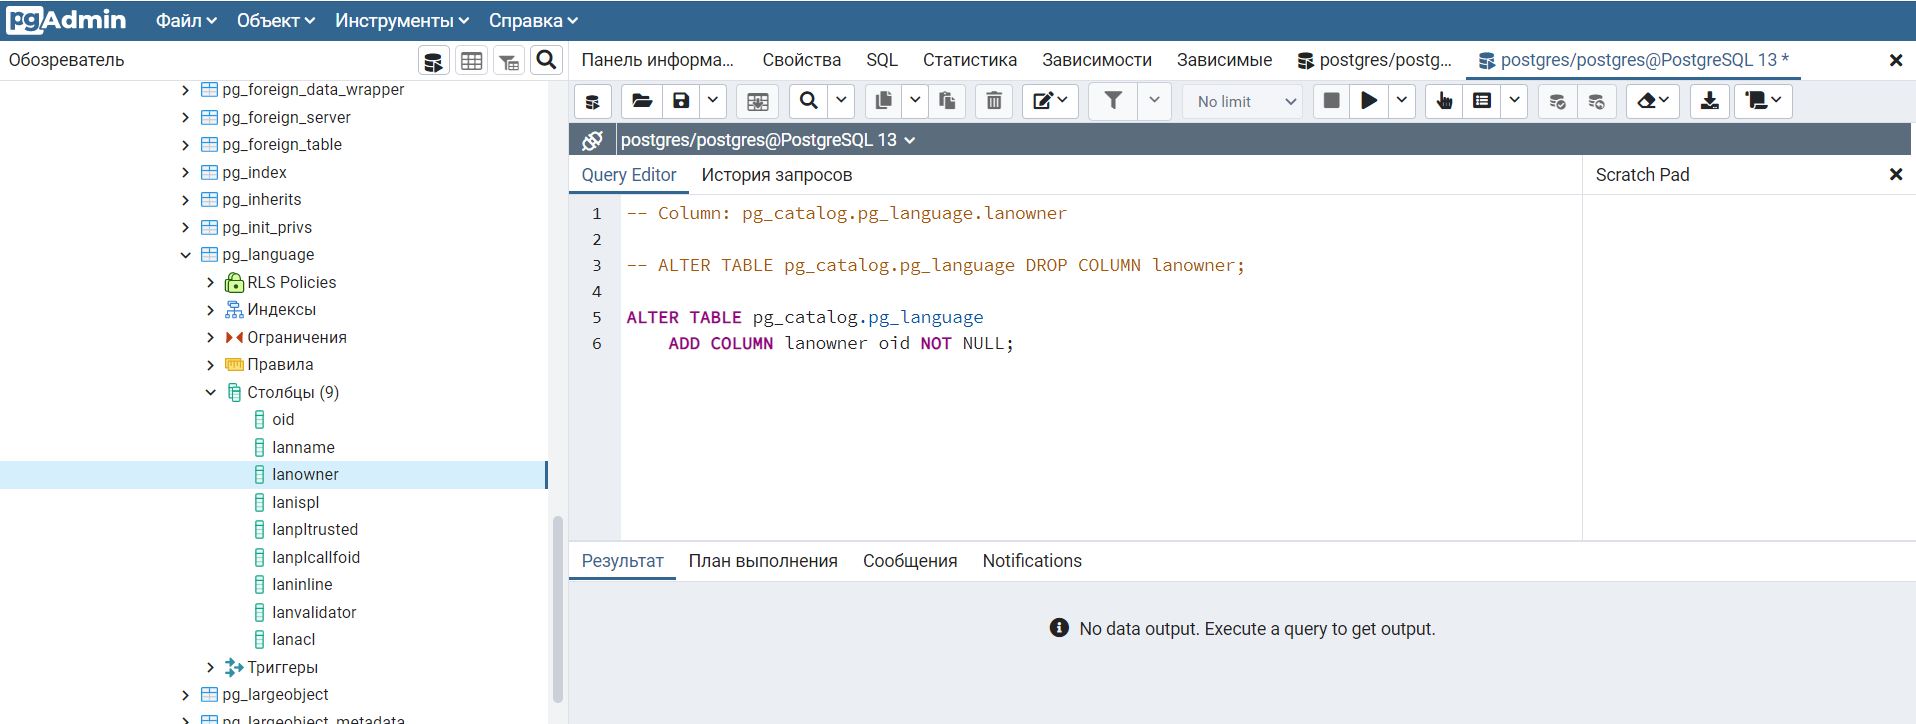 pgAdmin Файл Объект Инструменты Справка
Обозреватель
pg_foreign_data_wrapper
pg_foreign_server
pg_foreign_table
pg_index
pg_inherits
pg_init_privs
pg_language
RLS Policies
Индексы
Ограничения
Правила
Столбцы (9)
oid
lanname
lanowner
lanispl
lanpltrusted
lanplcallfoid
laninline
lanvalidator
lanacl
Триггеры
pg_largeobject
pg_largeobject_metadata
Панель информа... Свойства SQL Статистика Зависимости Зависимые postgres/postg... postgres/postgres@PostgreSQL 13 *
No limit
postgres/postgres@PostgreSQL 13
Query Editor История запросов
Scratch Pad
1 -- Column: pg_catalog.pg_language.lanowner
2
3 -- ALTER TABLE pg_catalog.pg_language DROP COLUMN lanowner;
4
5 ALTER TABLE pg_catalog.pg_language
6 ADD COLUMN lanowner oid NOT NULL;
Результат План выполнения Сообщения Notifications
No data output. Execute a query to get output.